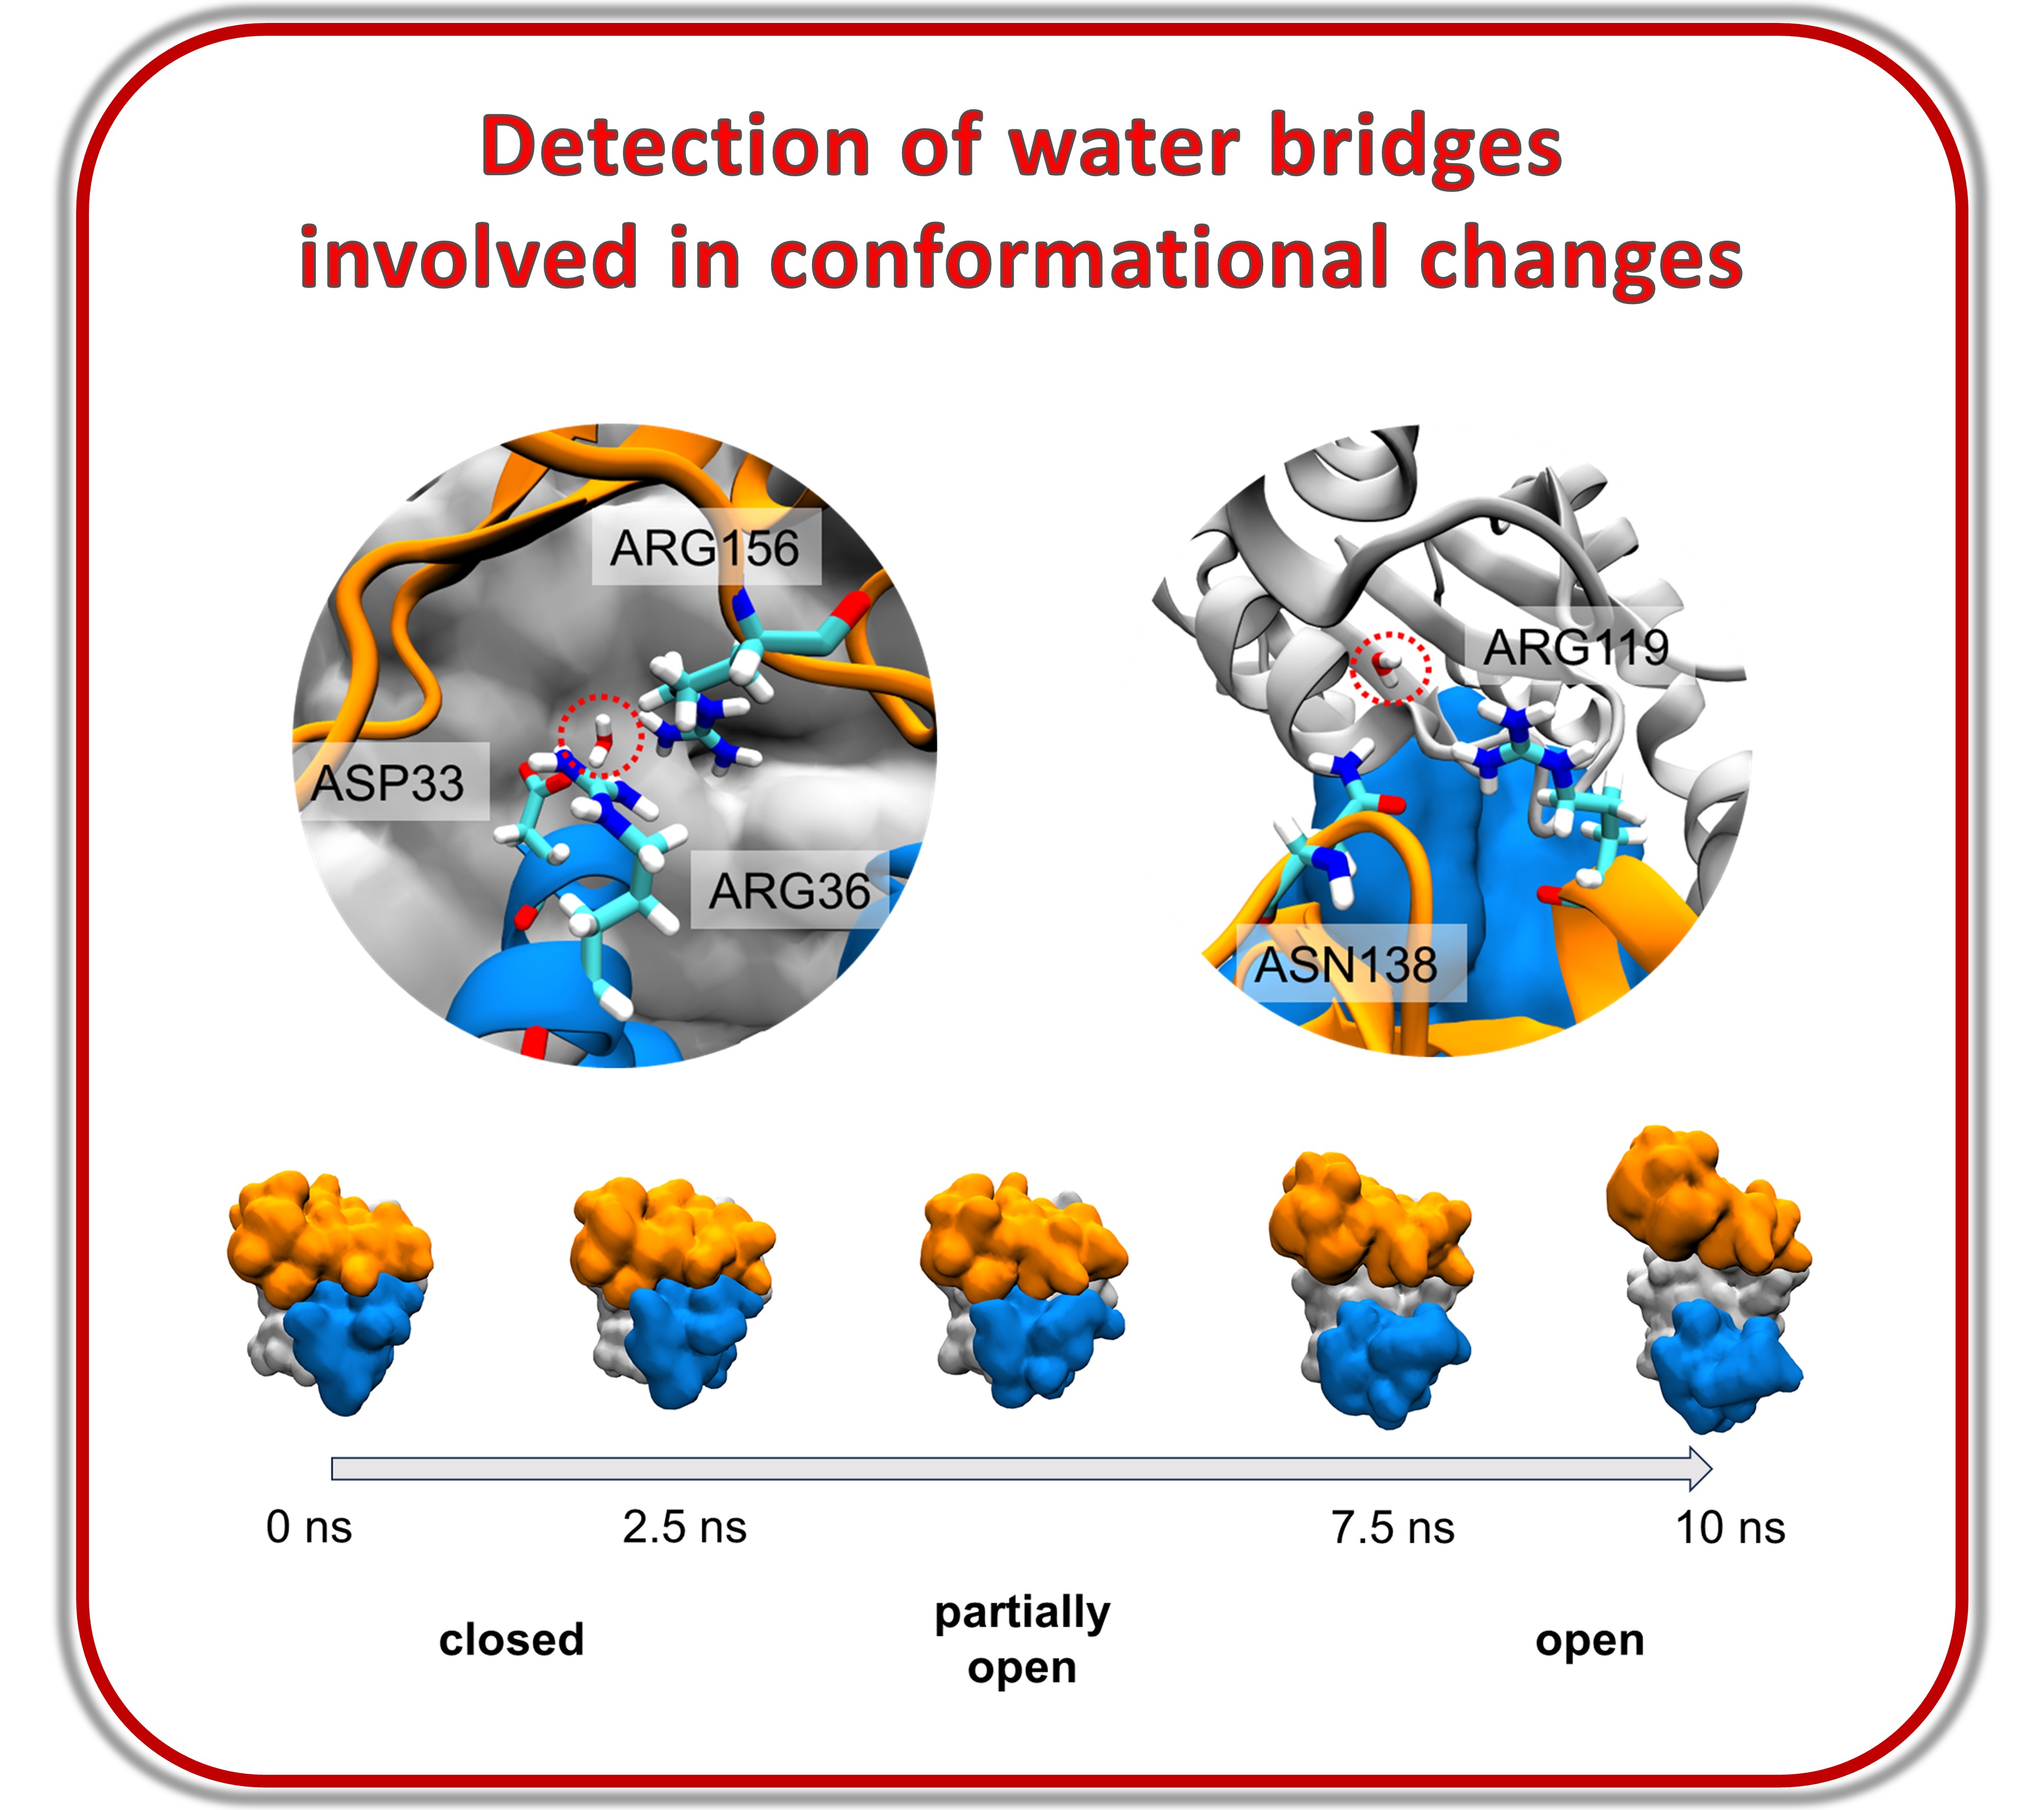 Detection of water bridges
involved in conformational changes
ARG156
ASP33
ARG36
ARG119
ASN138
0 ns
2.5 ns
7.5 ns
10 ns
closed
partially
open
open